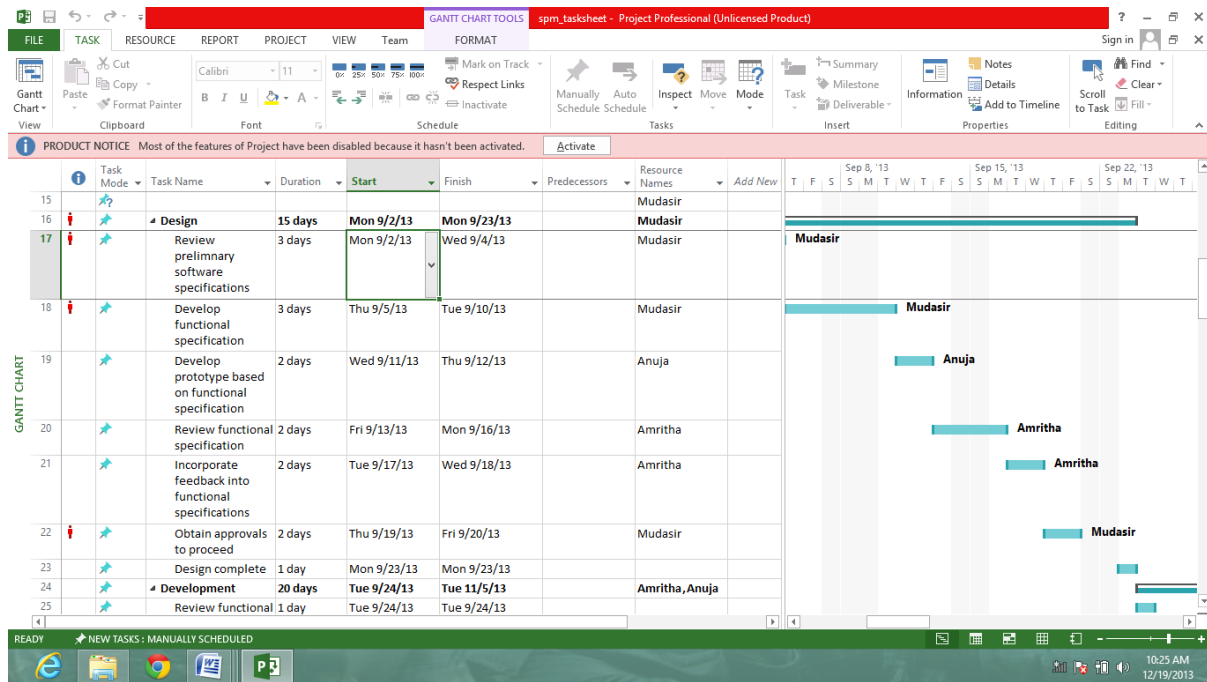 GANTT CHART TOOLS spm_tasksheet - Project Professional (Unlicensed Product) ?
FILE TASK RESOURCE REPORT PROJECT VIEW Team FORMAT Sign in
Gantt Chart
View
Paste
Cut
Copy
Format Painter
Clipboard
Calibri 11
B I U A
Font
0× 25× 50× 75× 100×
Mark on Track
Respect Links
Inactivate
Schedule
Manually Schedule
Auto Schedule
Inspect
Move
Mode
Tasks
Task
Summary
Milestone
Deliverable
Insert
Information
Notes
Details
Add to Timeline
Properties
Scroll to Task
Find
Clear
Fill
Editing
PRODUCT NOTICE Most of the features of Project have been disabled because it hasn't been activated. Activate
Task Mode Task Name Duration Start Finish Predecessors Resource Names Add New
Sep 8, '13 Sep 15, '13 Sep 22, '13
T F S S M T W T F S S M T W T F S S M T W T
15 Mudasir
16 Design 15 days Mon 9/2/13 Mon 9/23/13 Mudasir
17 Review 3 days Mon 9/2/13 Wed 9/4/13 Mudasir Mudasir
prelimnary
software
specifications
18 Develop 3 days Thu 9/5/13 Tue 9/10/13 Mudasir Mudasir
functional
specification
19 Develop 2 days Wed 9/11/13 Thu 9/12/13 Anuja Anuja
prototype based
on functional
specification
20 Review functional 2 days Fri 9/13/13 Mon 9/16/13 Amritha Amritha
specification
21 Incorporate 2 days Tue 9/17/13 Wed 9/18/13 Amritha Amritha
feedback into
functional
specifications
22 Obtain approvals 2 days Thu 9/19/13 Fri 9/20/13 Mudasir Mudasir
to proceed
23 Design complete 1 day Mon 9/23/13 Mon 9/23/13
24 Development 20 days Tue 9/24/13 Tue 11/5/13 Amritha,Anuja
25 Review functional 1 day Tue 9/24/13 Tue 9/24/13
GANTT CHART
READY NEW TASKS : MANUALLY SCHEDULED
10:25 AM
12/19/2013